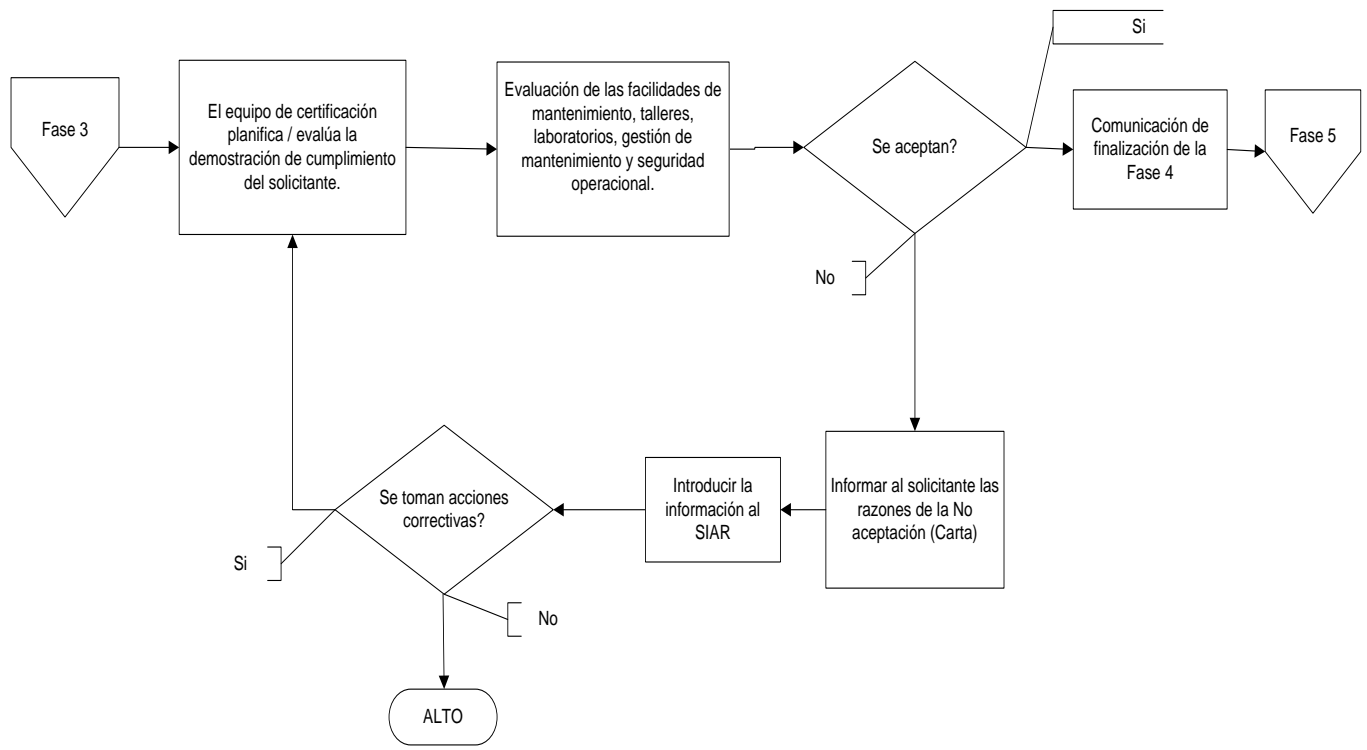 Si
Fase 3
El equipo de certificación
planifica / evalúa la
demostración de cumplimiento
del solicitante.
Evaluación de las facilidades de
mantenimiento, talleres,
laboratorios, gestión de
mantenimiento y seguridad
operacional.
Se aceptan?
Comunicación de
finalización de la
Fase 4
Fase 5
No
Informar al solicitante las
razones de la No
aceptación (Carta)
Introducir la
información al
SIAR
Se toman acciones
correctivas?
Si
No
ALTO